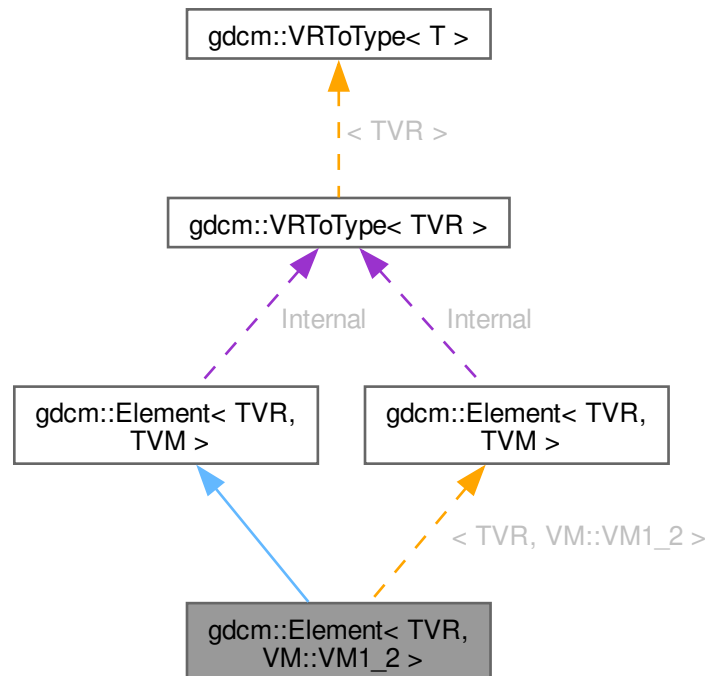 gdcm::VRToType< T >
< TVR >
gdcm::VRToType< TVR >
Internal
Internal
gdcm::Element< TVR,
TVM >
gdcm::Element< TVR,
TVM >
< TVR, VM::VM1_2 >
gdcm::Element< TVR,
VM::VM1_2 >